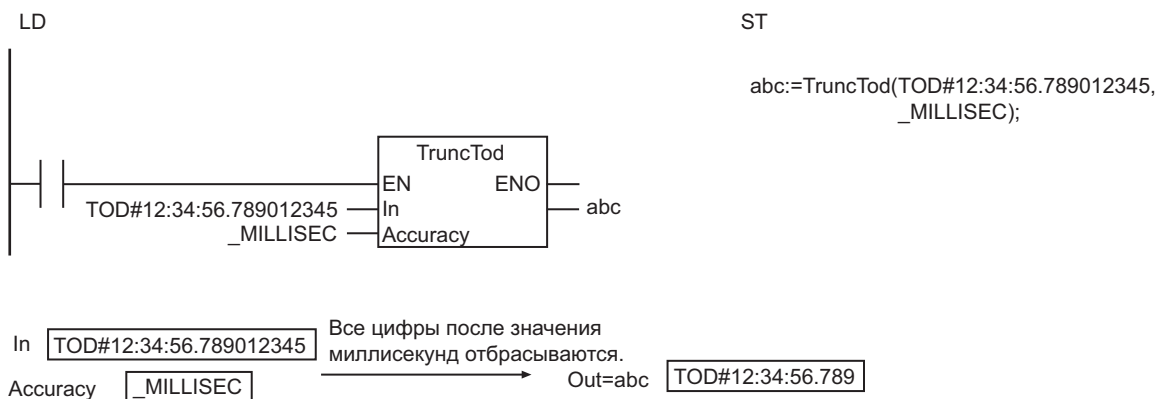 LD
ST
abc:=TruncTod(TOD#12:34:56.789012345,
_MILLISEC);
TruncTod
EN ENO
TOD#12:34:56.789012345 In abc
_MILLISEC Accuracy
In TOD#12:34:56.789012345
Все цифры после значения
миллисекунд отбрасываются.
Accuracy _MILLISEC
Out=abc TOD#12:34:56.789